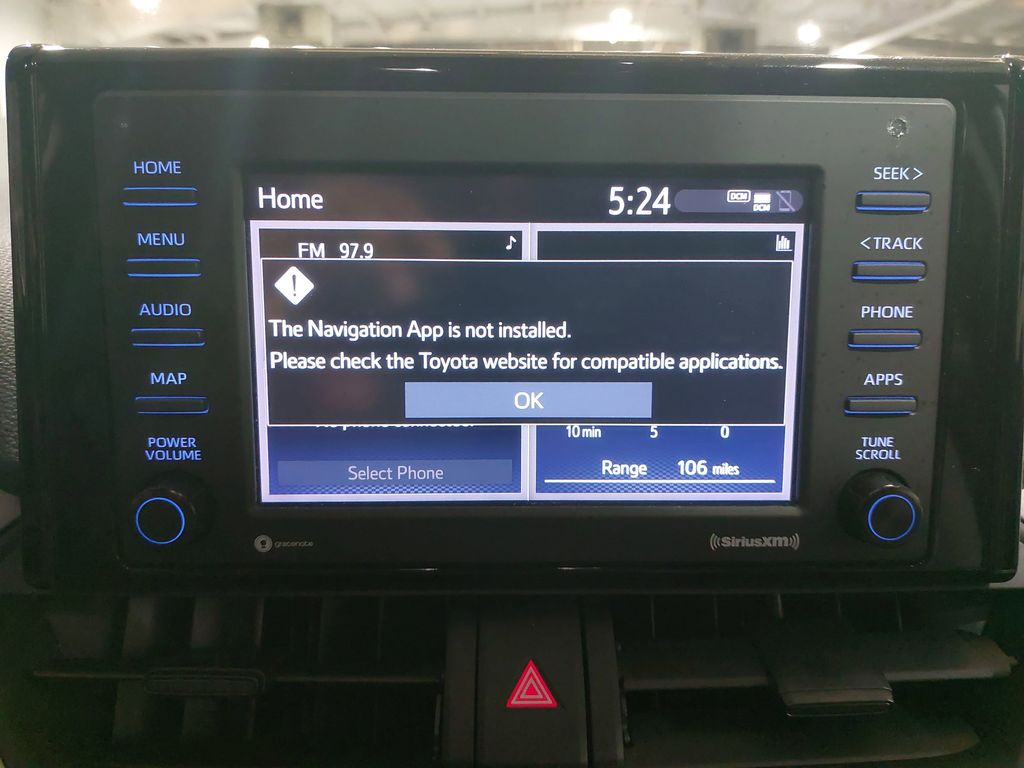 HOME
MENU
AUDIO
MAP
POWER
VOLUME
Home
5:24
DCM
DCM
FM 97.9
The Navigation App is not installed.
Please check the Toyota website for compatible applications.
OK
10 min 5 0
Select Phone
Range 106 miles
gracenote
((SiriusXM))
SEEK >
< TRACK
PHONE
APPS
TUNE
SCROLL